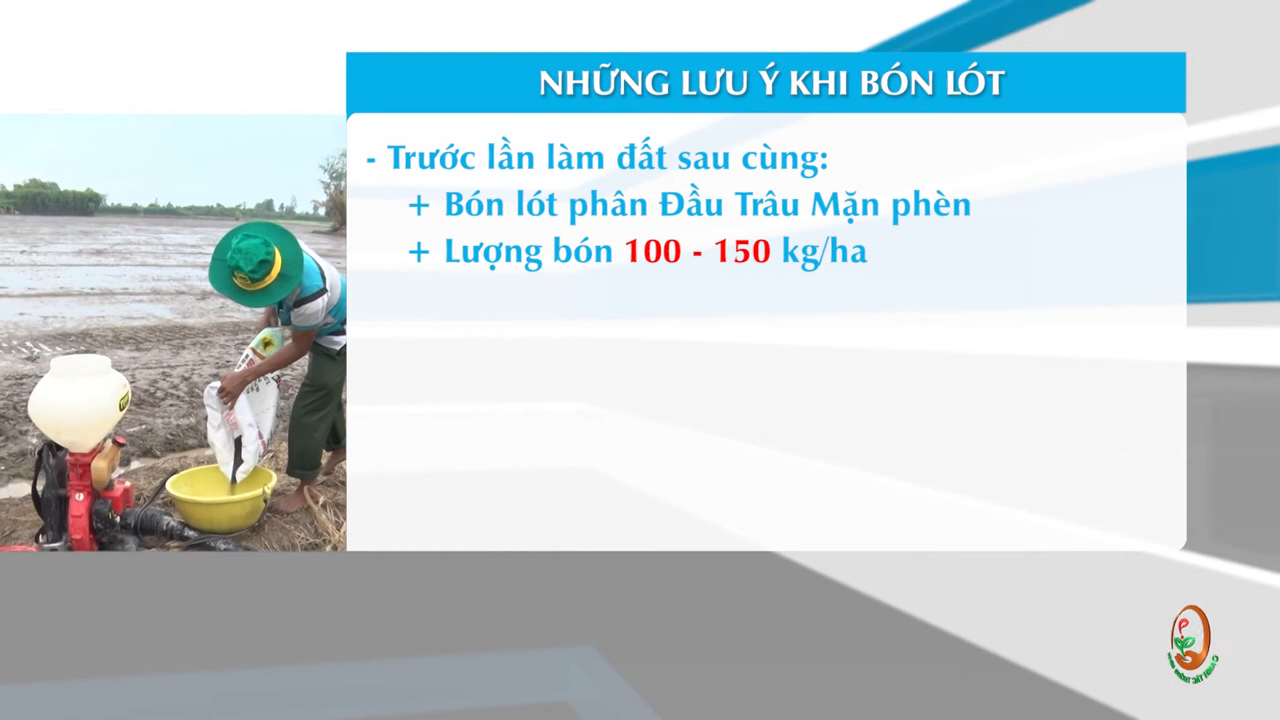 NHỮNG LƯU Ý KHI BÓN LÓT
- Trước lần làm đất sau cùng:
+ Bón lót phân Đầu Trâu Mặn phèn
+ Lượng bón 100 - 150 kg/ha